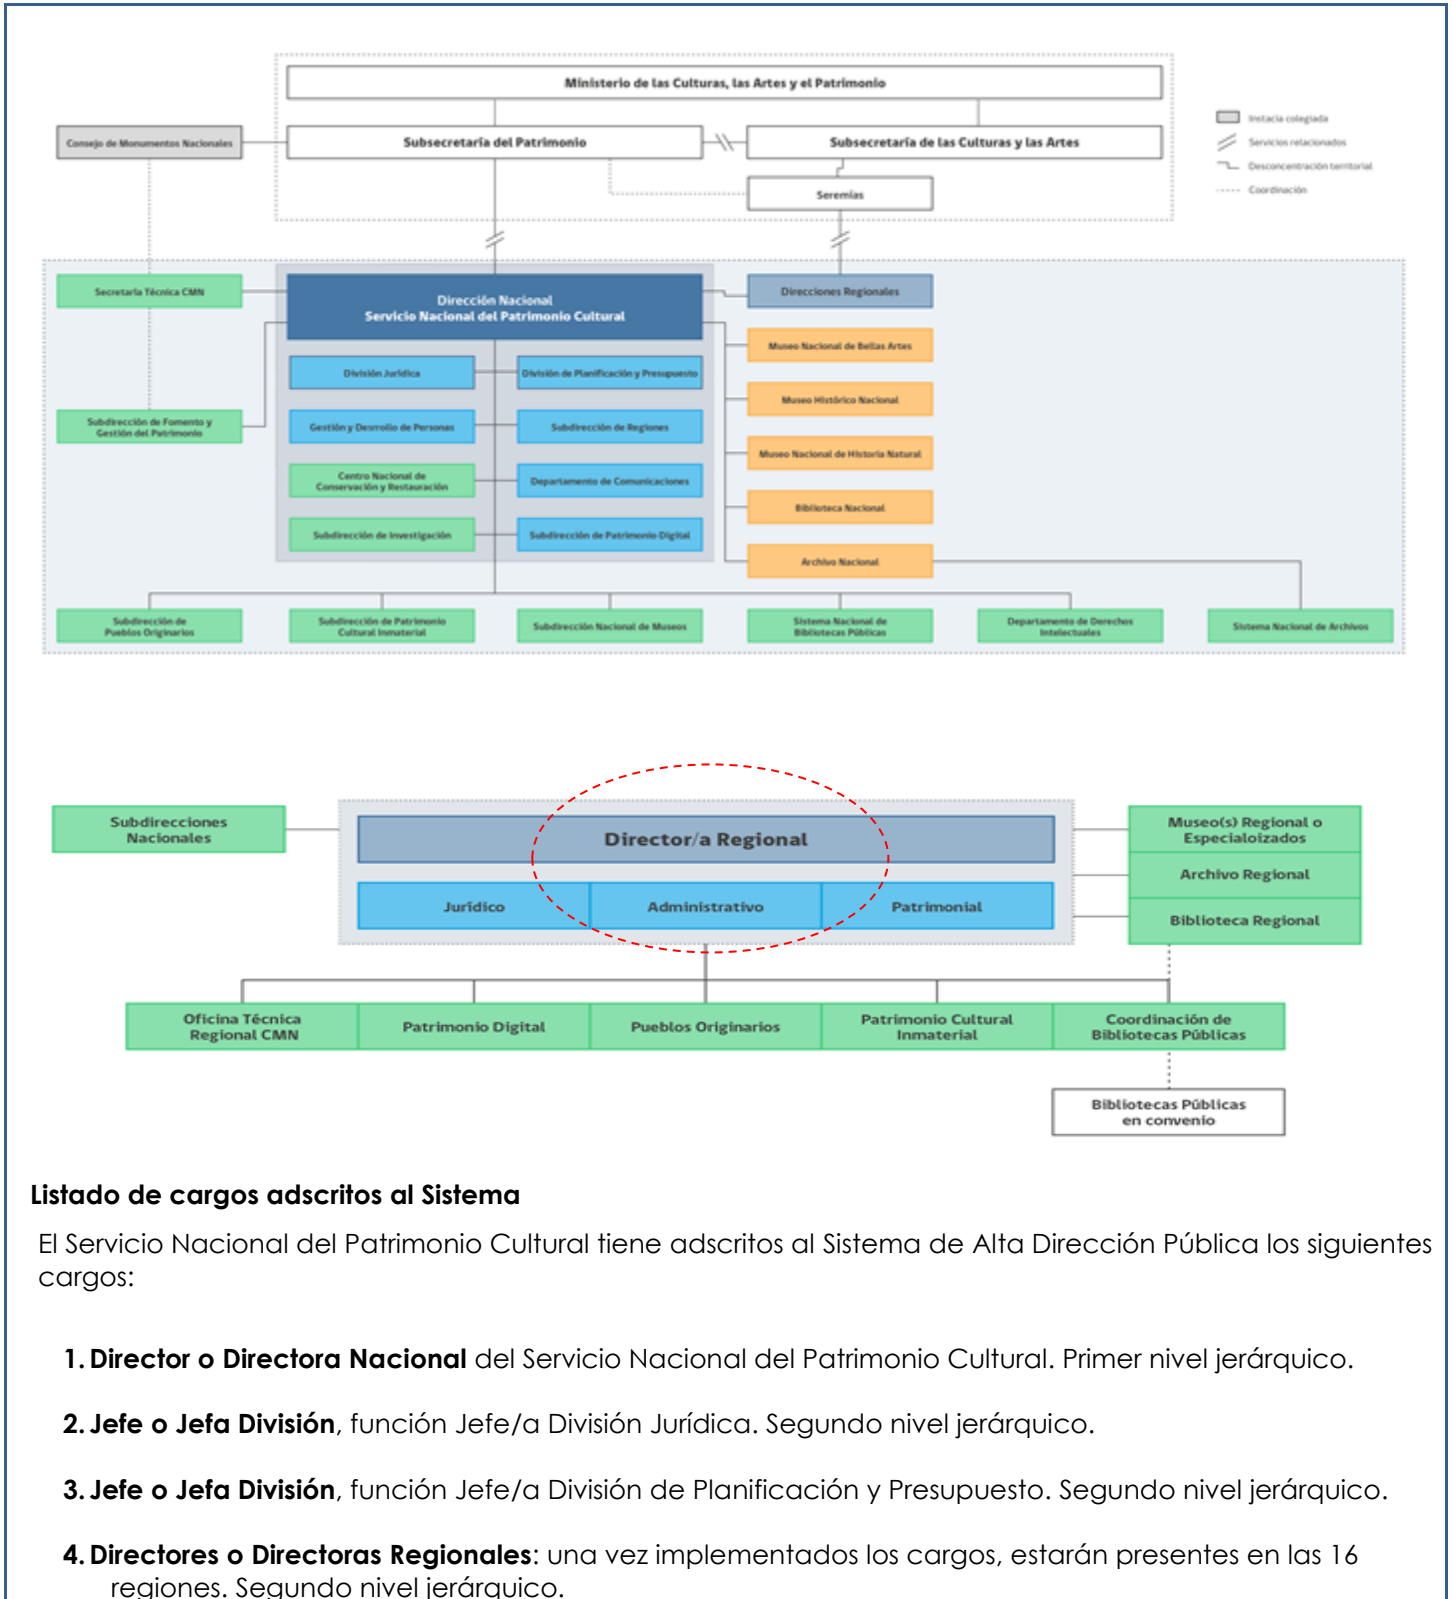 Ministerio de las Culturas, las Artes y el Patrimonio
Consejo de Monumentos Nacionales
Subsecretaría del Patrimonio
Subsecretaría de las Culturas y las Artes
Seremías
Instacia colegiada
Servicios relacionados
Desconcentración territorial
Coordinación
Secretaría Técnica CMN
Dirección Nacional
Servicio Nacional del Patrimonio Cultural
Direcciones Regionales
Museo Nacional de Bellas Artes
División Jurídica
División de Planificación y Presupuesto
Museo Histórico Nacional
Subdirección de Fomento y
Gestión del Patrimonio
Gestión y Desrrollo de Personas
Subdirección de Regiones
Museo Nacional de Historia Natural
Centro Nacional de
Conservación y Restauración
Departamento de Comunicaciones
Biblioteca Nacional
Subdirección de Investigación
Subdirección de Patrimonio Digital
Archivo Nacional
Subdirección de
Pueblos Originarios
Subdirección de Patrimonio
Cultural Inmaterial
Subdirección Nacional de Museos
Sistema Nacional de
Bibliotecas Públicas
Departamento de Derechos
Intelectuales
Sistema Nacional de Archivos
Subdirecciones
Nacionales
Director/a Regional
Jurídico
Administrativo
Patrimonial
Museo(s) Regional o
Especialoizados
Archivo Regional
Biblioteca Regional
Oficina Técnica
Regional CMN
Patrimonio Digital
Pueblos Originarios
Patrimonio Cultural
Inmaterial
Coordinación de
Bibliotecas Públicas
Bibliotecas Públicas
en convenio
Listado de cargos adscritos al Sistema
El Servicio Nacional del Patrimonio Cultural tiene adscritos al Sistema de Alta Dirección Pública los siguientes
cargos:
1. Director o Directora Nacional del Servicio Nacional del Patrimonio Cultural. Primer nivel jerárquico.
2. Jefe o Jefa División, función Jefe/a División Jurídica. Segundo nivel jerárquico.
3. Jefe o Jefa División, función Jefe/a División de Planificación y Presupuesto. Segundo nivel jerárquico.
4. Directores o Directoras Regionales: una vez implementados los cargos, estarán presentes en las 16
regiones. Segundo nivel jerárquico.